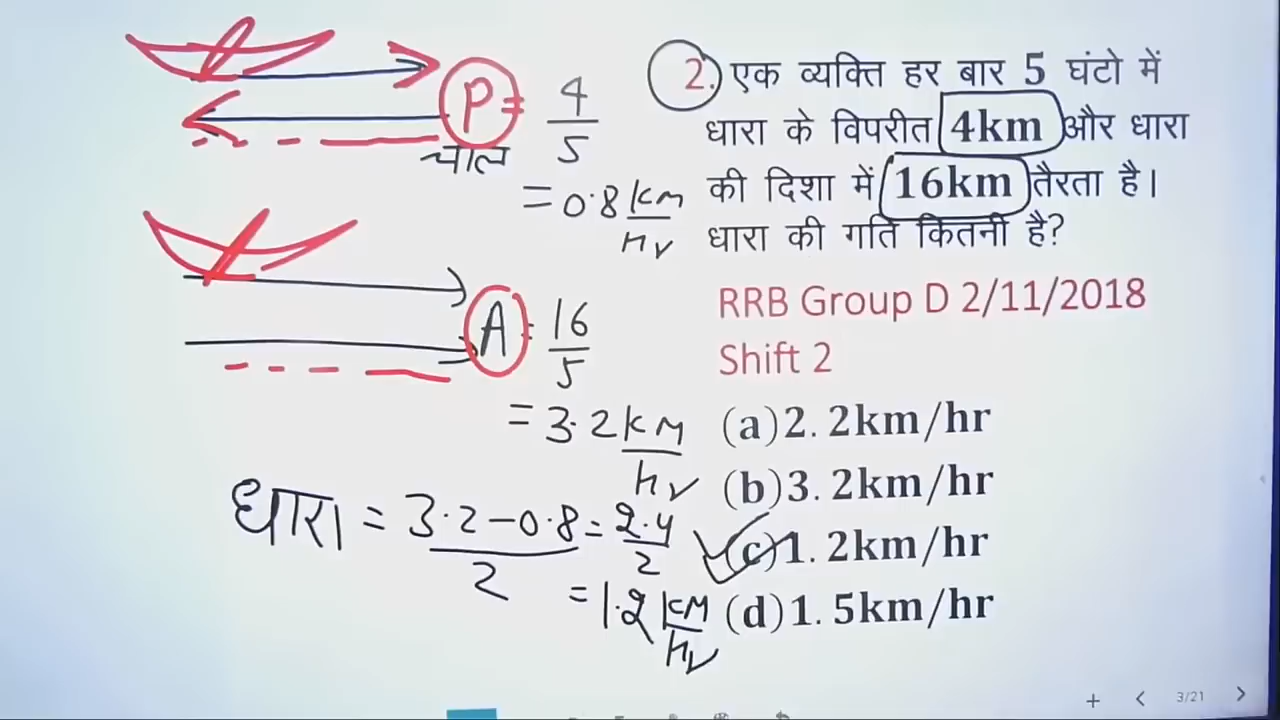 2. एक व्यक्ति हर बार 5 घंटो में
धारा के विपरीत 4km और धारा
की दिशा में 16km तैरता है।
धारा की गति कितनी है?
RRB Group D 2/11/2018
Shift 2
(a) 2.2km/hr
(b) 3.2km/hr
(c) 1.2km/hr
(d) 1.5km/hr
P = 4/5
चाल
= 0.8 km/hr
A = 16/5
= 3.2 km/hr
धारा = 3.2-0.8/2 = 2.4/2
= 1.2 km/hr
3/21